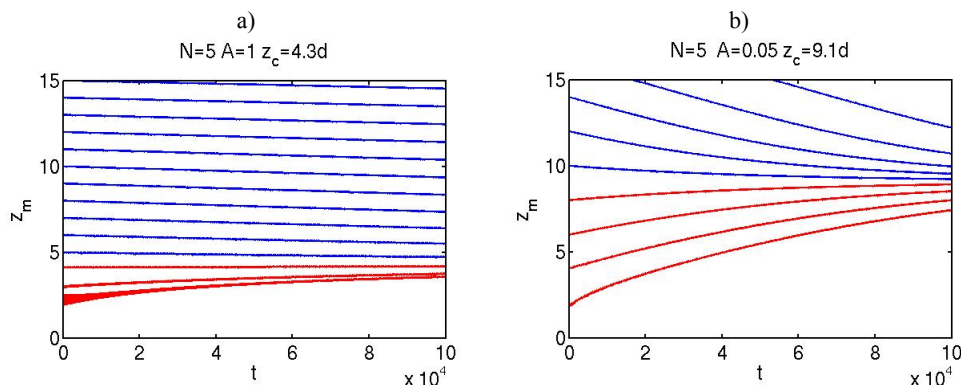 a)
N=5 A=1 z_c=4.3d
15
10
5
0
z_m
0 2 4 6 8 10
t
x 10^4
b)
N=5 A=0.05 z_c=9.1d
15
10
5
0
z_m
0 2 4 6 8 10
t
x 10^4